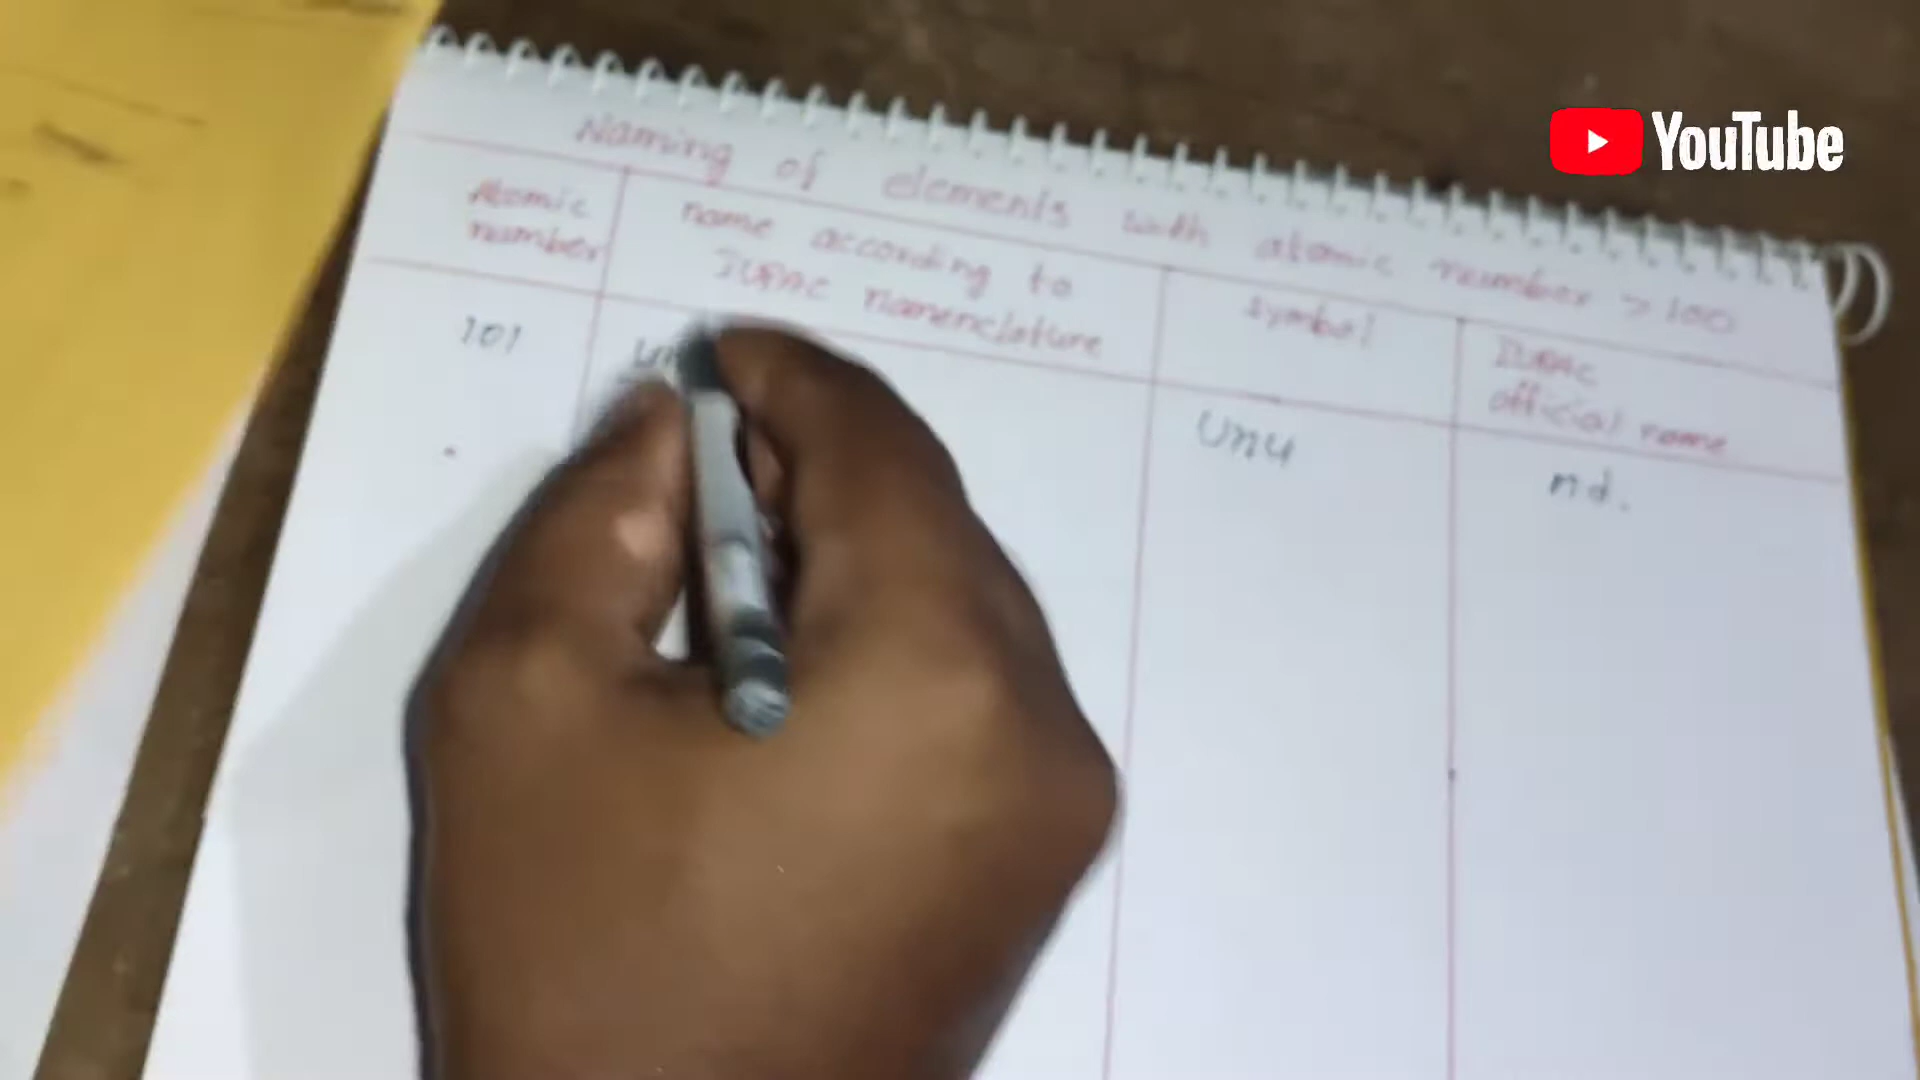 YouTube
Naming of elements with atomic number > 100
Atomic
number
name according to
IUPAC nomenclature
symbol
IUPAC
official name
101
Unu
md.